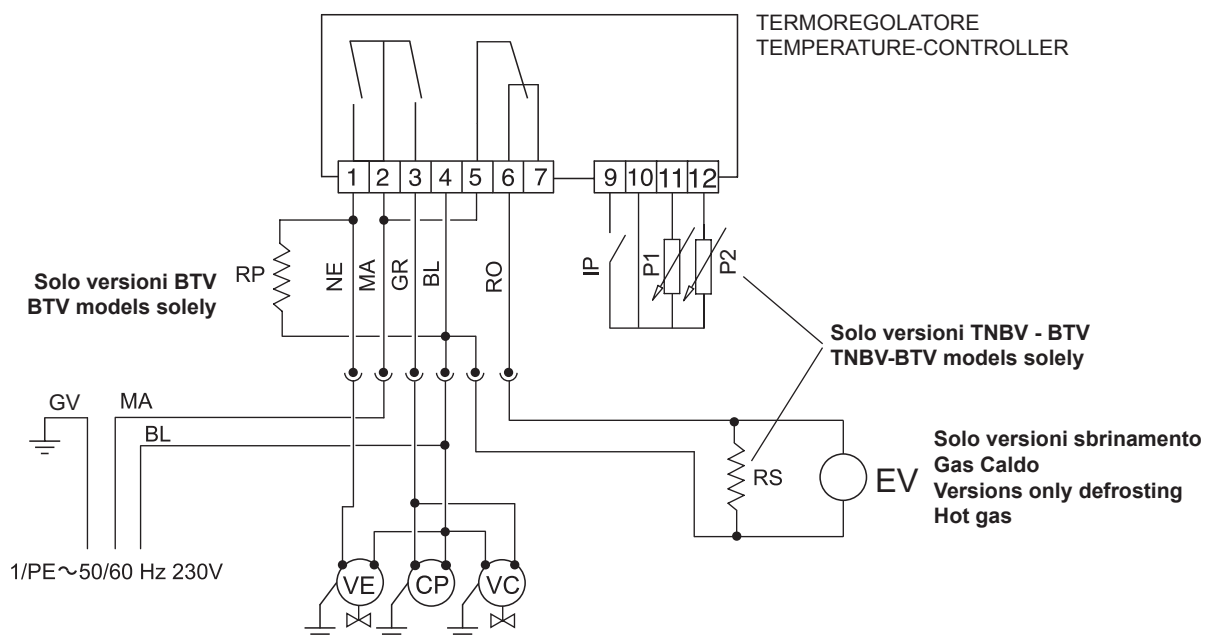 TERMOREGOLATORE
TEMPERATURE-CONTROLLER
1 2 3 4 5 6 7 9 10 11 12
Solo versioni BTV
BTV models solely
RP
NE
MA
GR
BL
RO
IP
P1
P2
Solo versioni TNBV - BTV
TNBV-BTV models solely
GV
MA
BL
RS
EV
Solo versioni sbrinamento
Gas Caldo
Versions only defrosting
Hot gas
1/PE～50/60 Hz 230V
VE
CP
VC